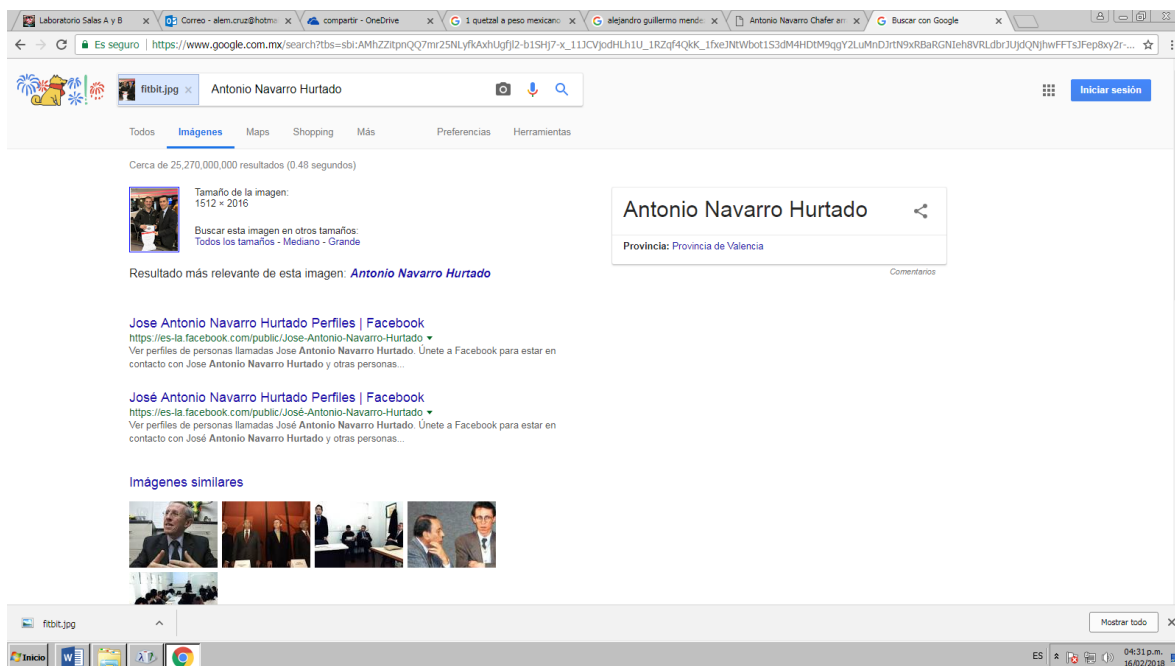 Laboratorio Salas A y B
Correo - alem.cruz@hotma
compartir - OneDrive
1 quetzal a peso mexicano
alejandro guillermo mende
Antonio Navarro Chafer arr
Buscar con Google
Es seguro
fitbit.jpg
Antonio Navarro Hurtado
Iniciar sesión
Todos Imágenes Maps Shopping Más Preferencias Herramientas
Cerca de 25,270,000,000 resultados (0.48 segundos)
Tamaño de la imagen:
1512 × 2016
Buscar esta imagen en otros tamaños:
Todos los tamaños - Mediano - Grande
Antonio Navarro Hurtado
Provincia: Provincia de Valencia
Comentarios
Resultado más relevante de esta imagen: Antonio Navarro Hurtado
Jose Antonio Navarro Hurtado Perfiles | Facebook
https://es-la.facebook.com/public/Jose-Antonio-Navarro-Hurtado
Ver perfiles de personas llamadas Jose Antonio Navarro Hurtado. Únete a Facebook para estar en
contacto con Jose Antonio Navarro Hurtado y otras personas...
José Antonio Navarro Hurtado Perfiles | Facebook
https://es-la.facebook.com/public/José-Antonio-Navarro-Hurtado
Ver perfiles de personas llamadas José Antonio Navarro Hurtado. Únete a Facebook para estar en
contacto con José Antonio Navarro Hurtado y otras personas...
Imágenes similares
fitbit.jpg
Mostrar todo
Inicio
ES
04:31 p.m.
16/02/2018